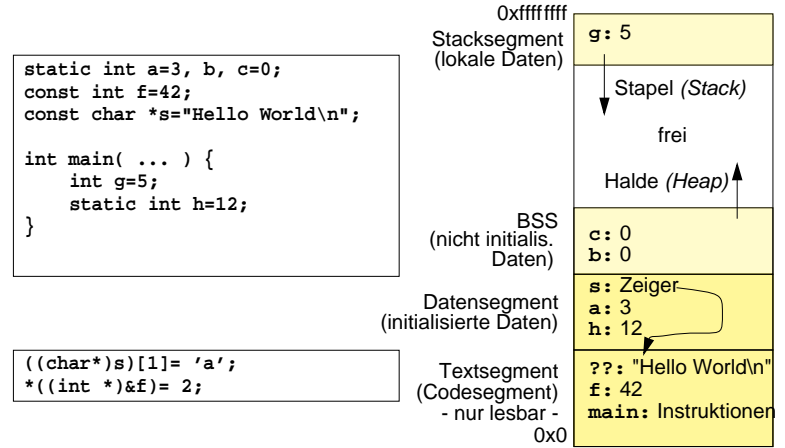 static int a=3, b, c=0;
const int f=42;
const char *s="Hello World\n";
int main( ... ) {
int g=5;
static int h=12;
}
((char*)s)[1]= ’a’;
*((int *)&f)= 2;
0xffffffff
Stacksegment
(lokale Daten)
g: 5
Stapel (Stack)
frei
Halde (Heap)
BSS
(nicht initialis.
Daten)
c: 0
b: 0
Datensegment
(initialisierte Daten)
s: Zeiger
a: 3
h: 12
Textsegment
(Codesegment)
- nur lesbar -
0x0
??: "Hello World\n"
f: 42
main: Instruktionen